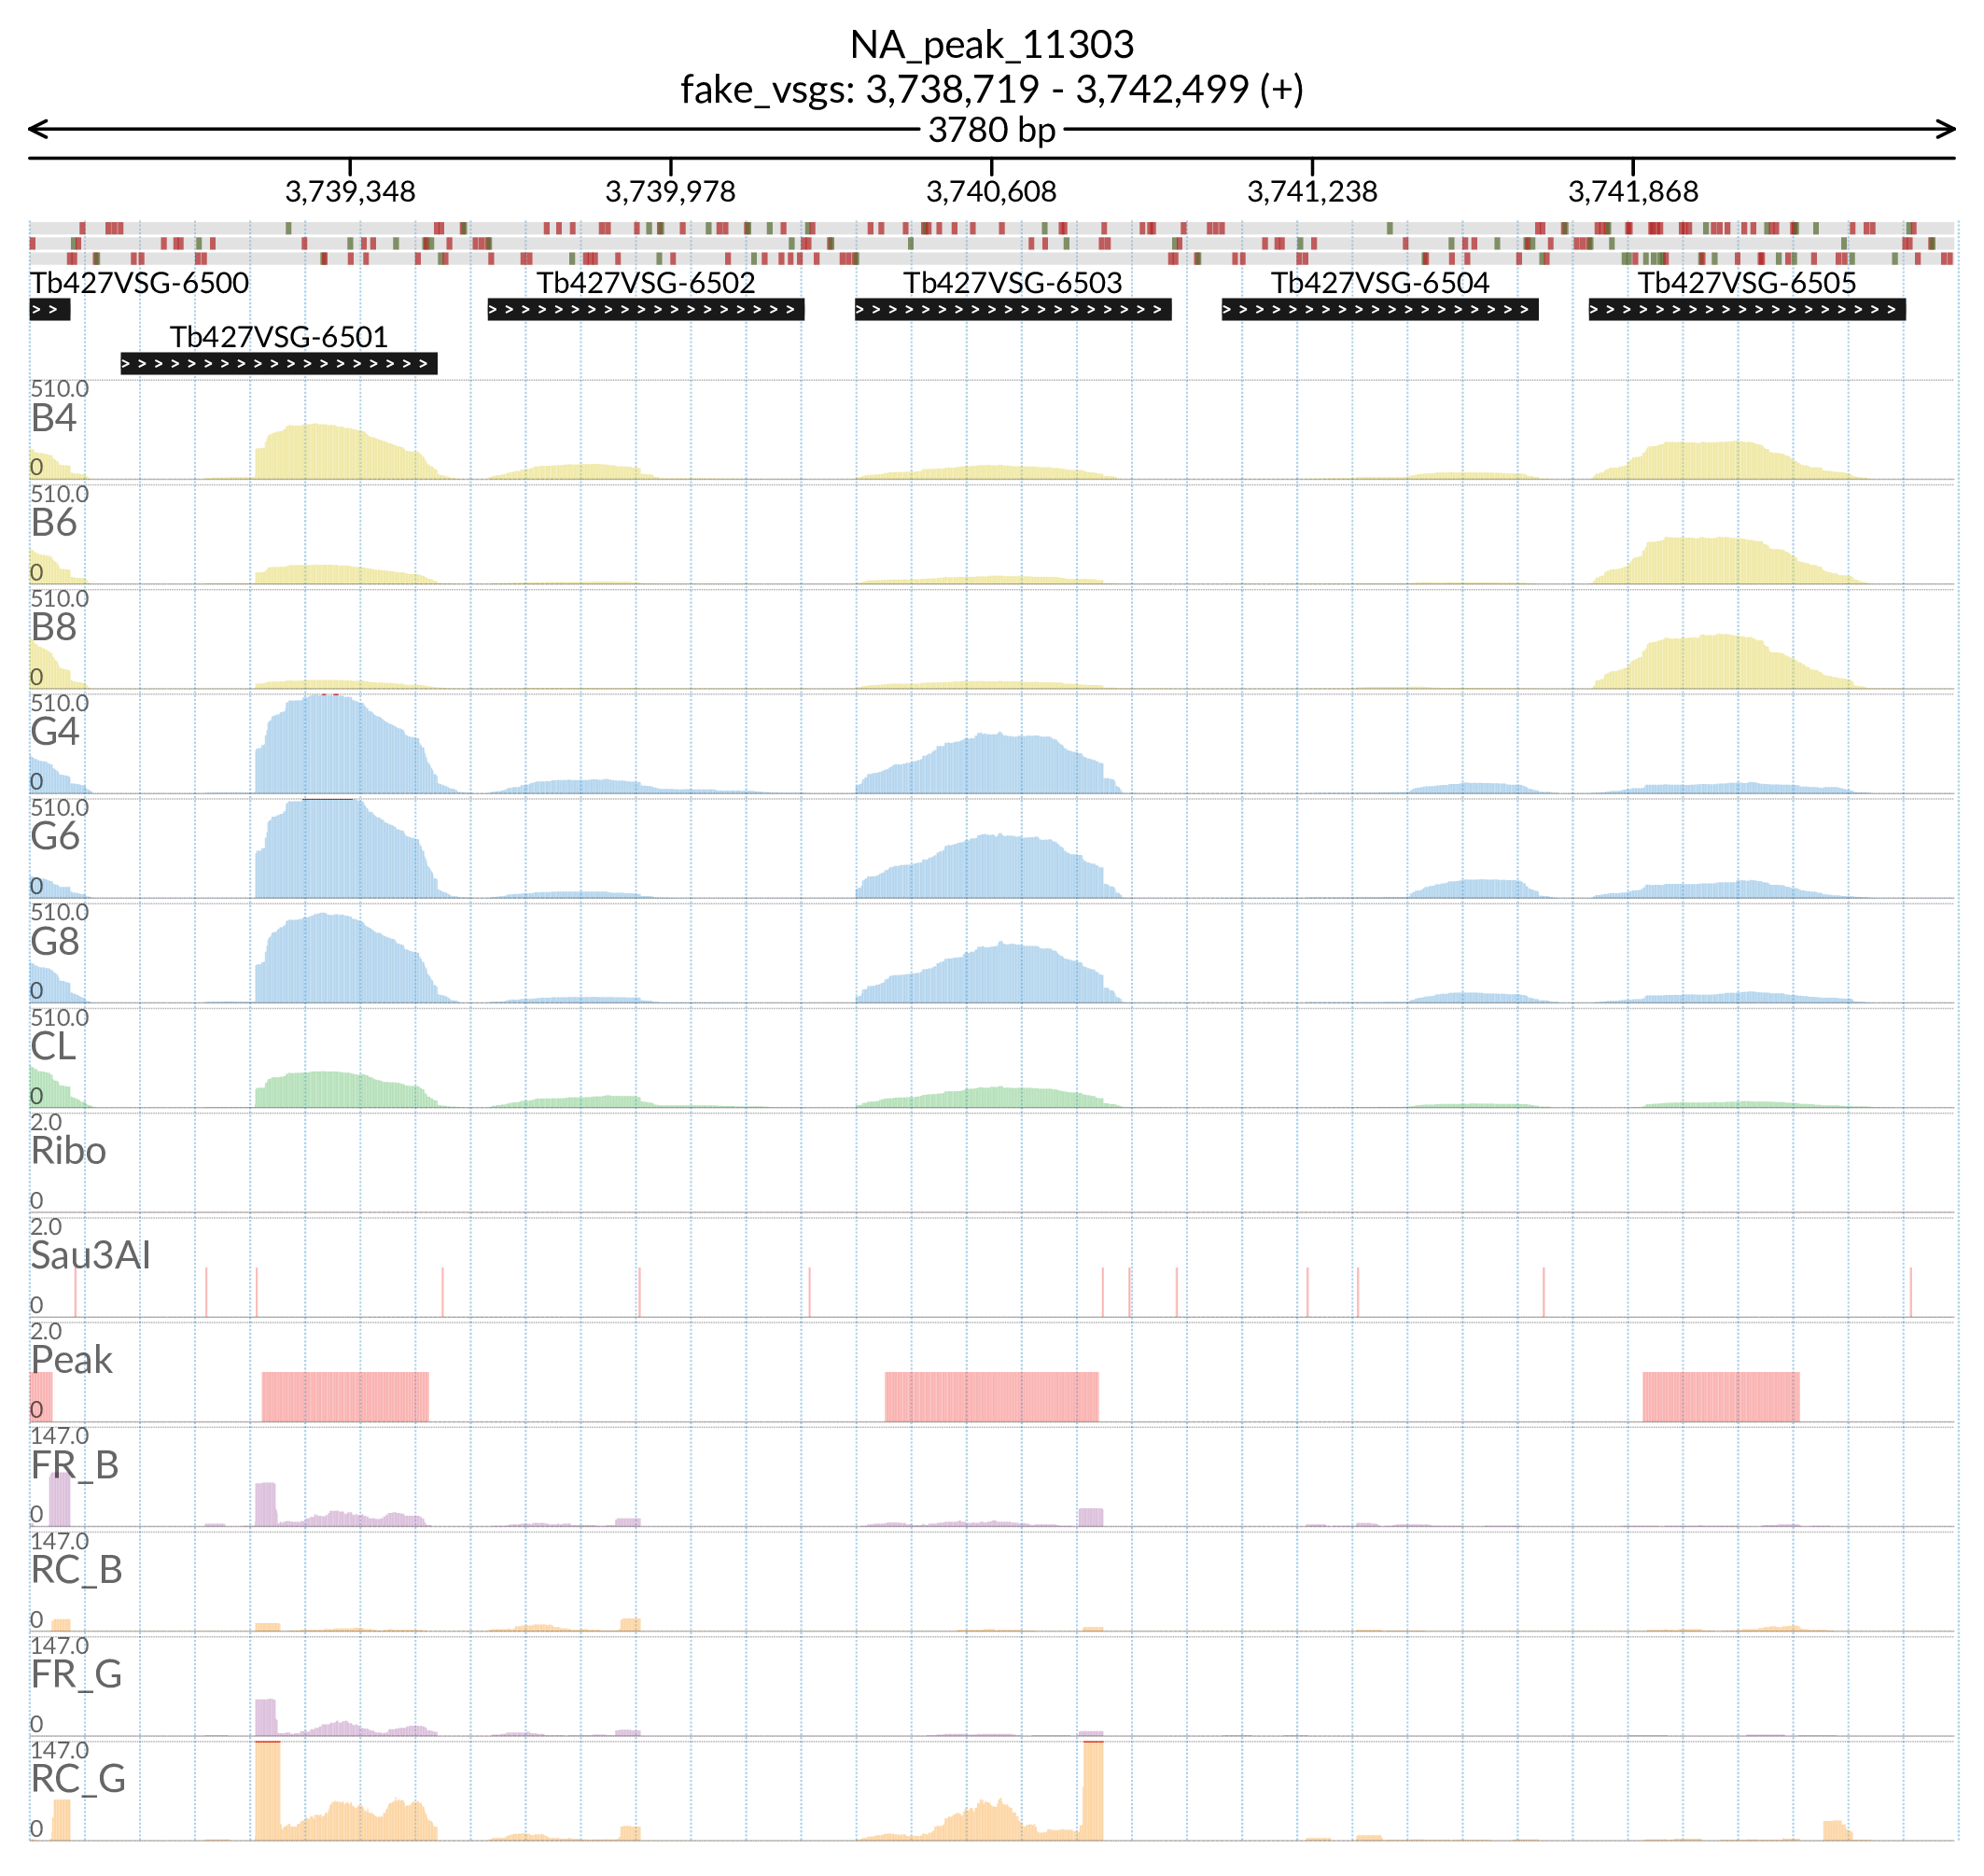 NA_peak_11303
fake_vsgs: 3,738,719 - 3,742,499 (+)
3780 bp
3,739,348 3,739,978 3,740,608 3,741,238 3,741,868
Tb427VSG-6500 Tb427VSG-6502 Tb427VSG-6503 Tb427VSG-6504 Tb427VSG-6505
Tb427VSG-6501
510.0
B4
0
510.0
B6
0
510.0
B8
0
510.0
G4
0
510.0
G6
0
510.0
G8
0
510.0
CL
0
2.0
Ribo
0
2.0
Sau3AI
0
2.0
Peak
0
147.0
FR_B
0
147.0
RC_B
0
147.0
FR_G
0
147.0
RC_G
0